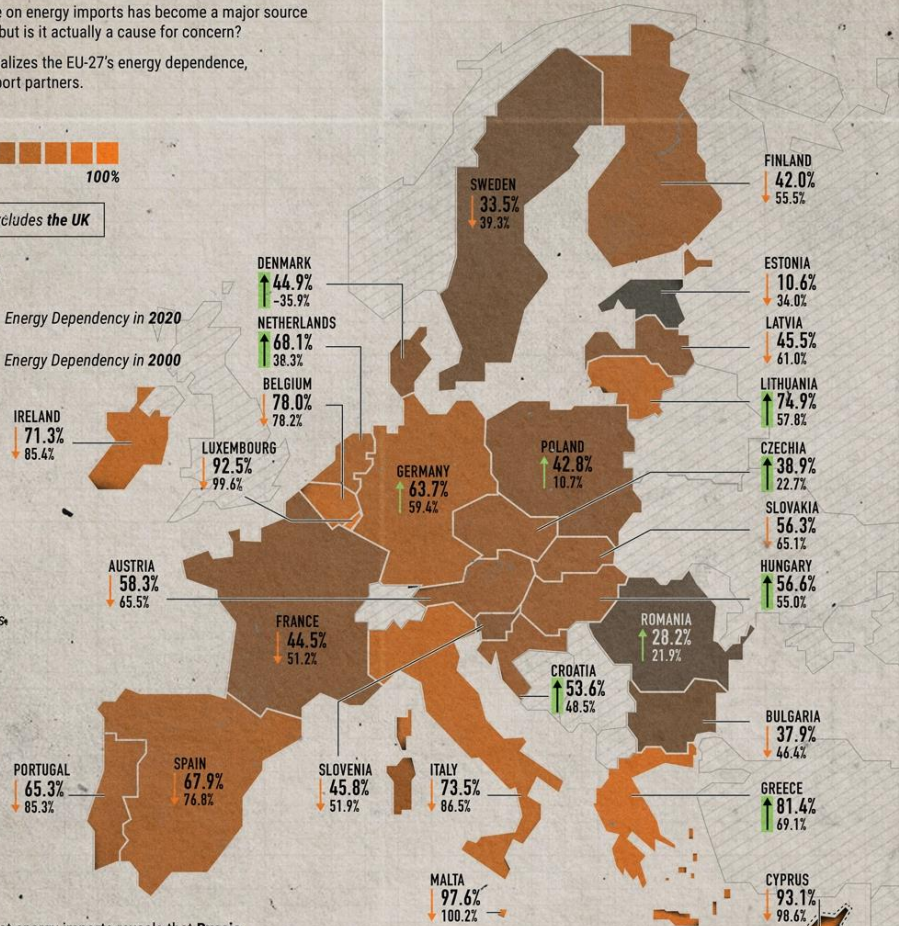 e on energy imports has become a major source
but is it actually a cause for concern?
alizes the EU-27's energy dependence,
port partners.
100%
cludes the UK
Energy Dependency in 2020
Energy Dependency in 2000
SWEDEN
33.5%
39.3%
FINLAND
42.0%
55.5%
DENMARK
44.9%
-35.9%
ESTONIA
10.6%
34.0%
NETHERLANDS
68.1%
38.3%
LATVIA
45.5%
61.0%
BELGIUM
78.0%
78.2%
LITHUANIA
74.9%
57.8%
IRELAND
71.3%
85.4%
LUXEMBOURG
92.5%
99.6%
GERMANY
63.7%
59.4%
POLAND
42.8%
10.7%
CZECHIA
38.9%
22.7%
SLOVAKIA
56.3%
65.1%
AUSTRIA
58.3%
65.5%
HUNGARY
56.6%
55.0%
FRANCE
44.5%
51.2%
ROMANIA
28.2%
21.9%
s.
CROATIA
53.6%
48.5%
BULGARIA
37.9%
46.4%
PORTUGAL
65.3%
85.3%
SPAIN
67.9%
76.8%
SLOVENIA
45.8%
51.9%
ITALY
73.5%
86.5%
GREECE
81.4%
69.1%
MALTA
97.6%
100.2%
CYPRUS
93.1%
98.6%